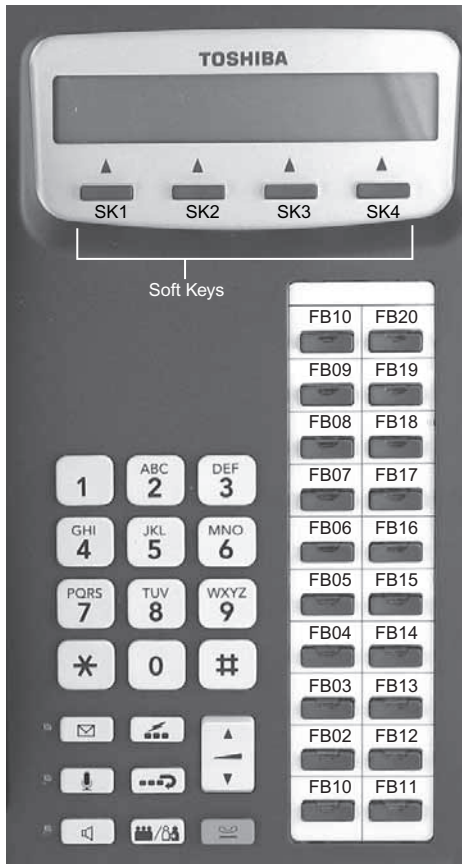 TOSHIBA
SK1 SK2 SK3 SK4
Soft Keys
FB10 FB20
FB09 FB19
FB08 FB18
FB07 FB17
FB06 FB16
FB05 FB15
FB04 FB14
FB03 FB13
FB02 FB12
FB10 FB11
1 ABC 2 DEF 3
GHI 4 JKL 5 MNO 6
PQRS 7 TUV 8 WXYZ 9
* 0 #